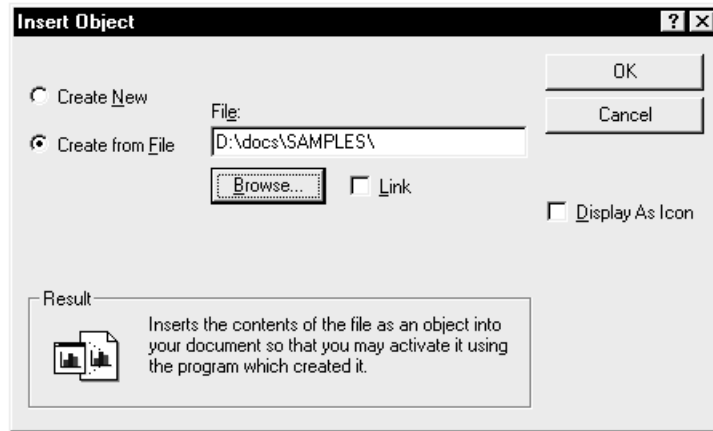 Insert Object
? X
Create New
Create from File
File:
D:\docs\SAMPLES\
Browse...
Link
OK
Cancel
Display As Icon
Result
Inserts the contents of the file as an object into
your document so that you may activate it using
the program which created it.